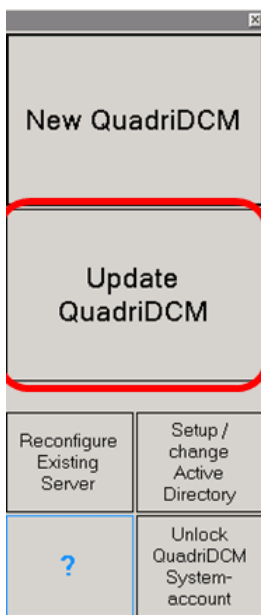 New QuadriDCM
Update
QuadriDCM
Reconfigure
Existing
Server
Setup /
change
Active
Directory
?
Unlock
QuadriDCM
System-
account